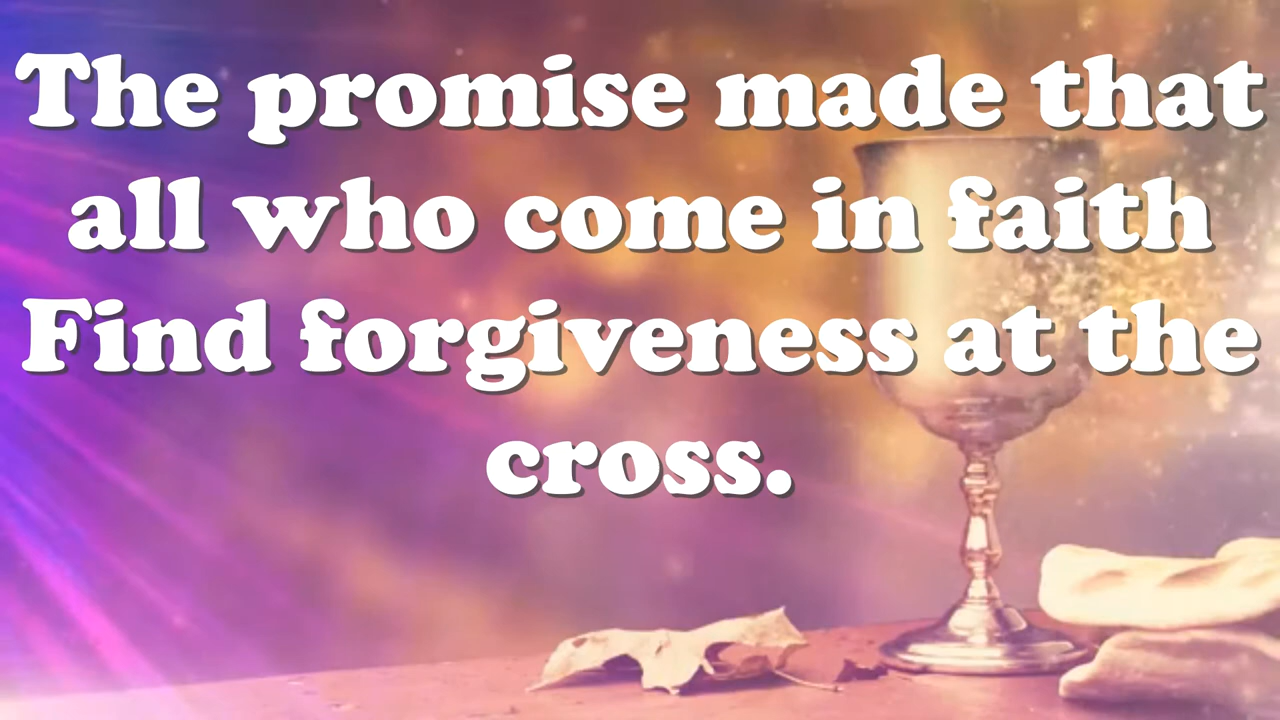 The promise made that
all who come in faith
Find forgiveness at the
cross.